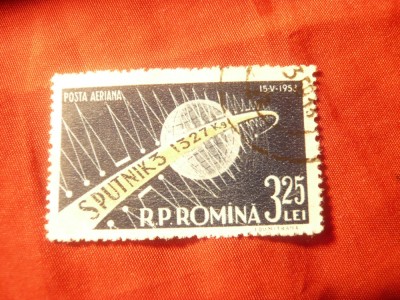 POSTA AERIANA 15-V-1958
SPUTNIK 3 1327 Kg.
R.P. ROMINA 3 25 LEI